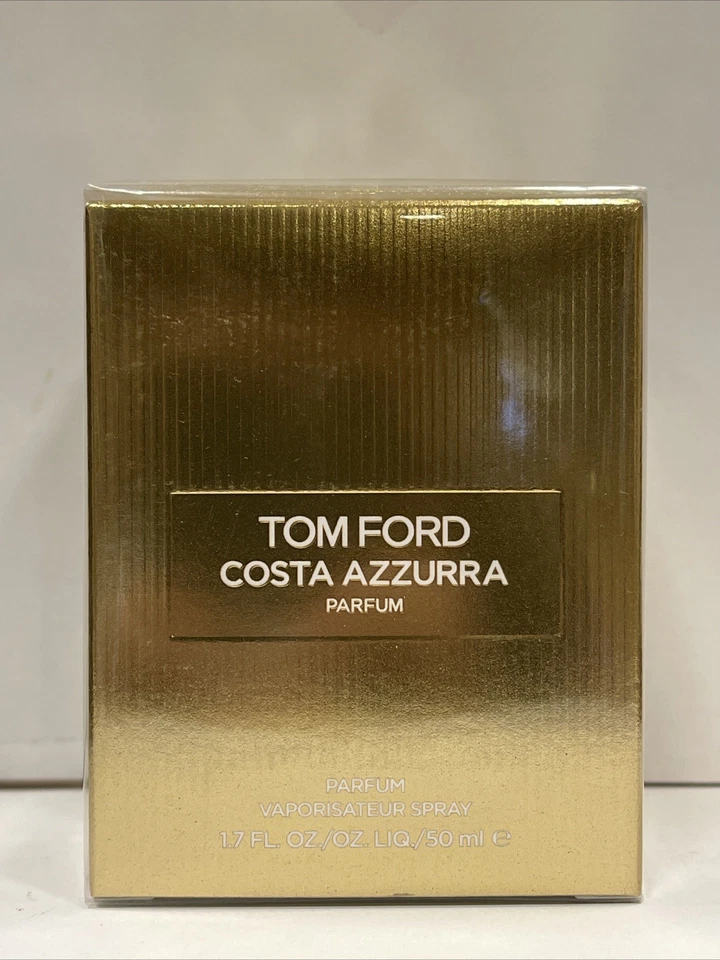 TOM FORD
COSTA AZZURRA
PARFUM
PARFUM
VAPORISATEUR SPRAY
1.7 FL. OZ./OZ. LIQ./50 ml ℮